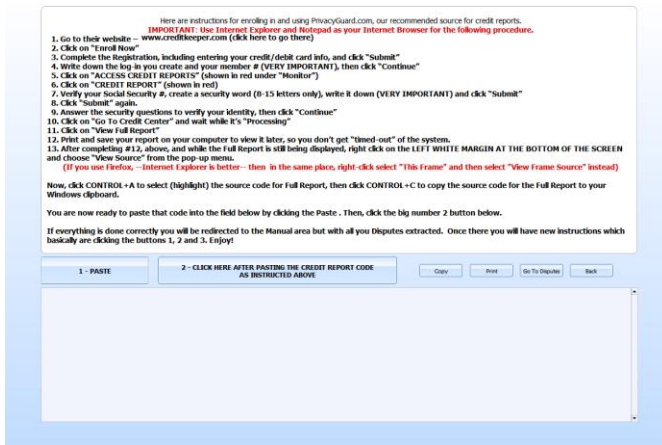 Here are instructions for enrolling in and using PrivacyGuard.com, our recommended source for credit reports.
IMPORTANT: Use Internet Explorer and Notepad as your Internet Browser for the following procedure.
1. Go to their website -- www.creditkeeper.com (click here to go there)
2. Click on "Enroll Now"
3. Complete the Registration, including entering your credit/debit card info, and click "Submit"
4. Write down the log-in you create and your member # (VERY IMPORTANT), then click "Continue"
5. Click on "ACCESS CREDIT REPORTS" (shown in red under "Monitor")
6. Click on "CREDIT REPORT" (shown in red)
7. Verify your Social Security #, create a security word (8-15 letters only), write it down (VERY IMPORTANT) and click "Submit"
8. Click "Submit" again.
9. Answer the security questions to verify your identity, then click "Continue"
10. Click on "Go To Credit Center" and wait while it's "Processing"
11. Click on "View Full Report"
12. Print and save your report on your computer to view it later, so you don't get "timed-out" of the system.
13. After completing #12, above, and while the Full Report is still being displayed, right click on the LEFT WHITE MARGIN AT THE BOTTOM OF THE SCREEN
and choose "View Source" from the pop-up menu.
(If you use Firefox, --Internet Explorer is better-- then in the same place, right-click select "This Frame" and then select "View Frame Source" instead)
Now, click CONTROL+A to select (highlight) the source code for Full Report, then click CONTROL+C to copy the source code for the Full Report to your
Windows clipboard.
You are now ready to paste that code into the field below by clicking the Paste . Then, click the big number 2 button below.
If everything is done correctly you will be redirected to the Manual area but with all you Disputes extracted. Once there you will have new instructions which
basically are clicking the buttons 1, 2 and 3. Enjoy!
1 - PASTE
2 - CLICK HERE AFTER PASTING THE CREDIT REPORT CODE
AS INSTRUCTED ABOVE
Copy
Print
Go To Disputes
Back